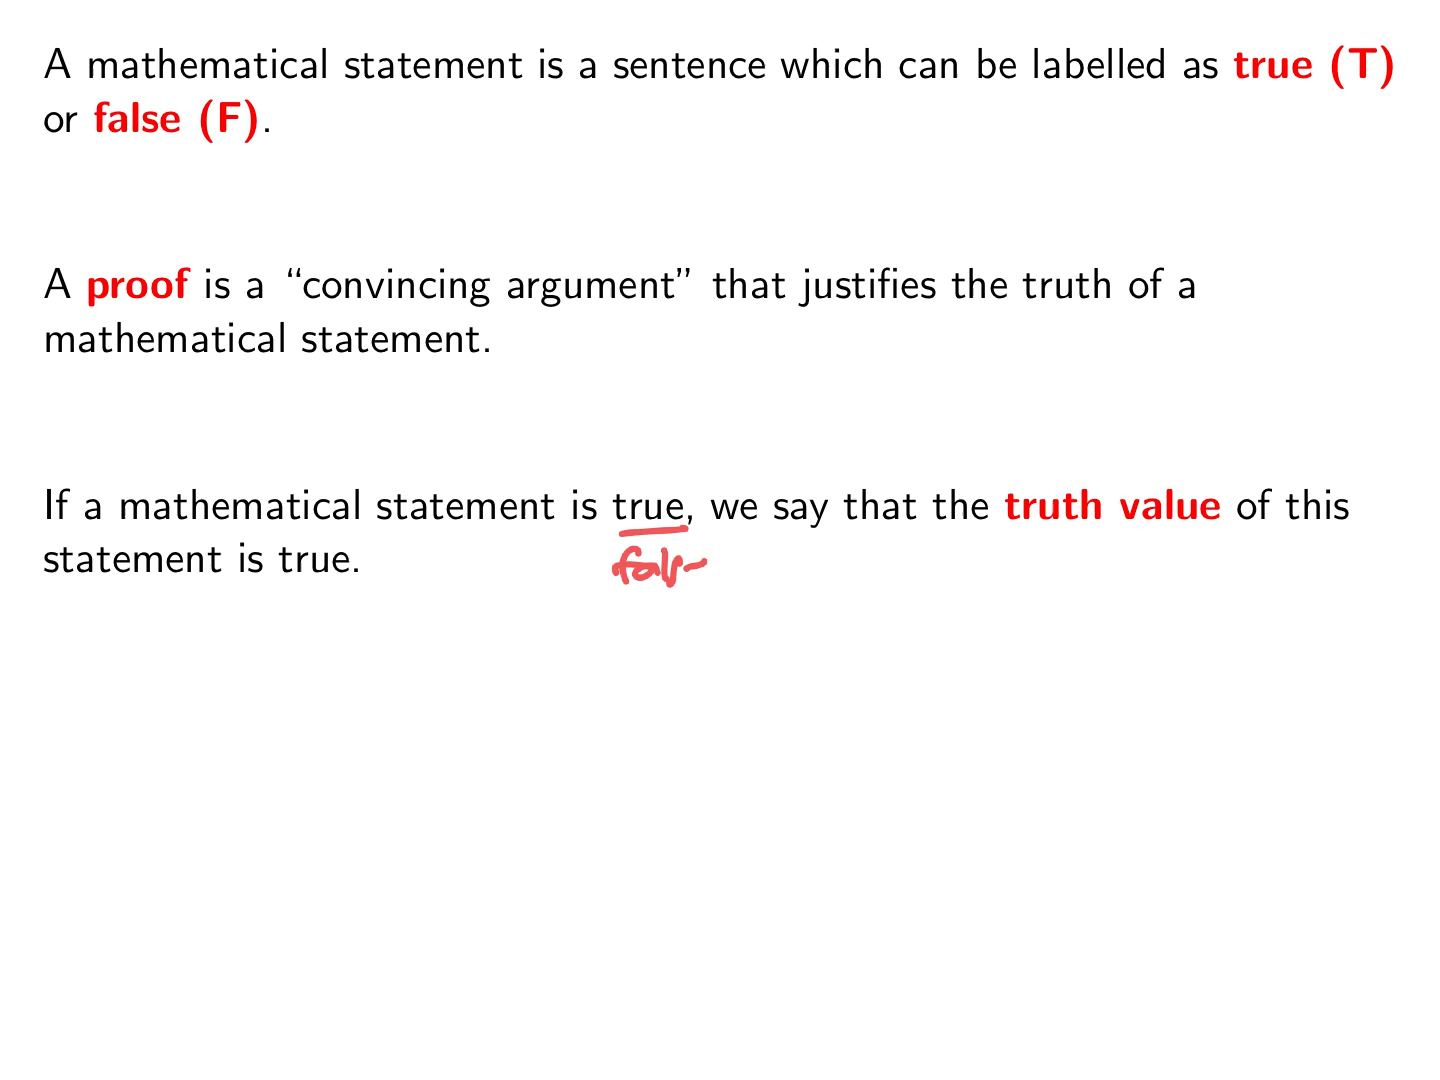 A mathematical statement is a sentence which can be labelled as true (T)
or false (F).
A proof is a “convincing argument” that justifies the truth of a
mathematical statement.
If a mathematical statement is true, we say that the truth value of this
statement is true.
false